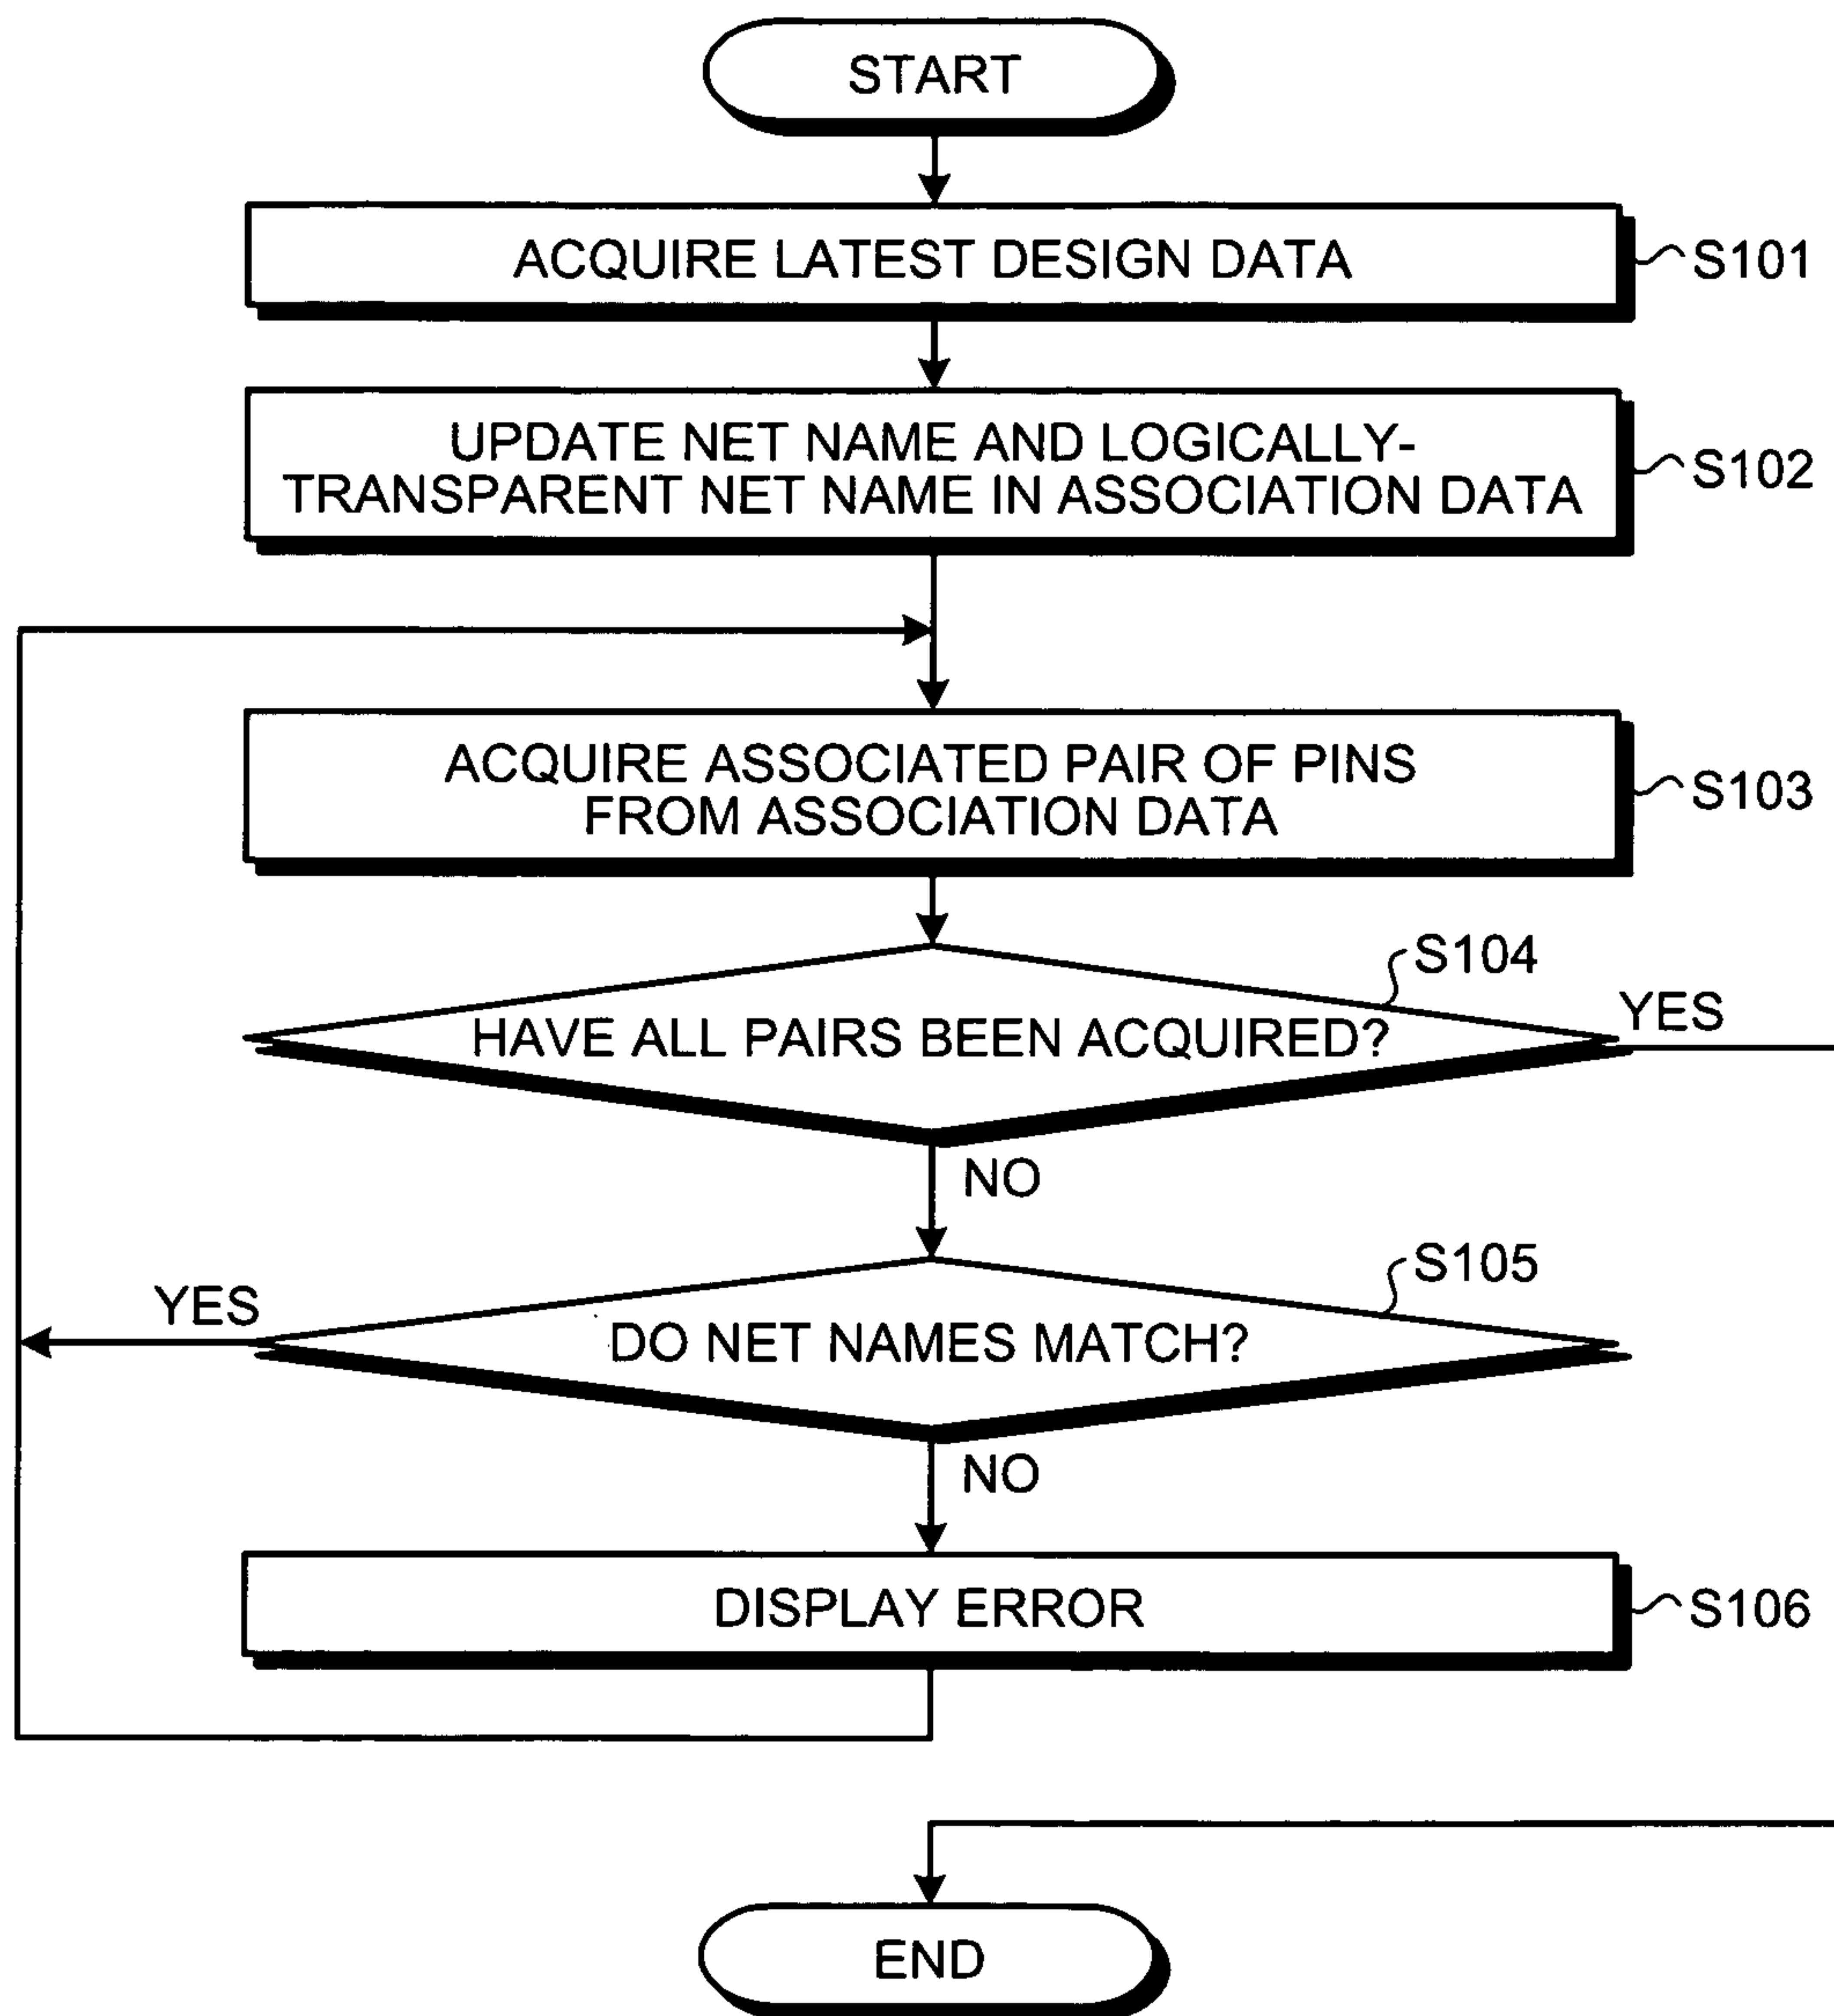 START
ACQUIRE LATEST DESIGN DATA
S101
UPDATE NET NAME AND LOGICALLY-
TRANSPARENT NET NAME IN ASSOCIATION DATA
S102
ACQUIRE ASSOCIATED PAIR OF PINS
FROM ASSOCIATION DATA
S103
S104
HAVE ALL PAIRS BEEN ACQUIRED?
YES
NO
S105
YES
DO NET NAMES MATCH?
NO
DISPLAY ERROR
S106
END